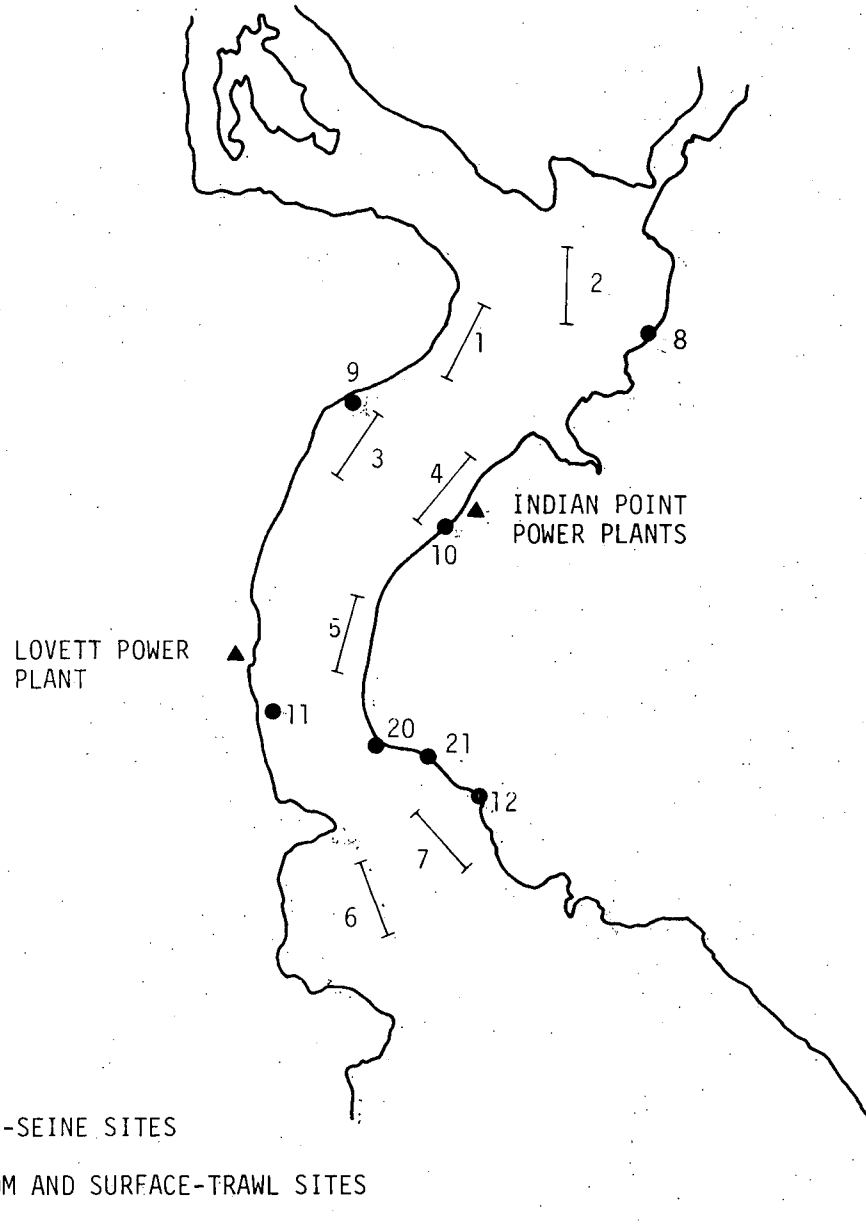 2
1
8
9
3
4
INDIAN POINT
POWER PLANTS
10
5
LOVETT POWER
PLANT
11
20
21
12
7
6
-SEINE SITES
AND SURFACE-TRAWL SITES